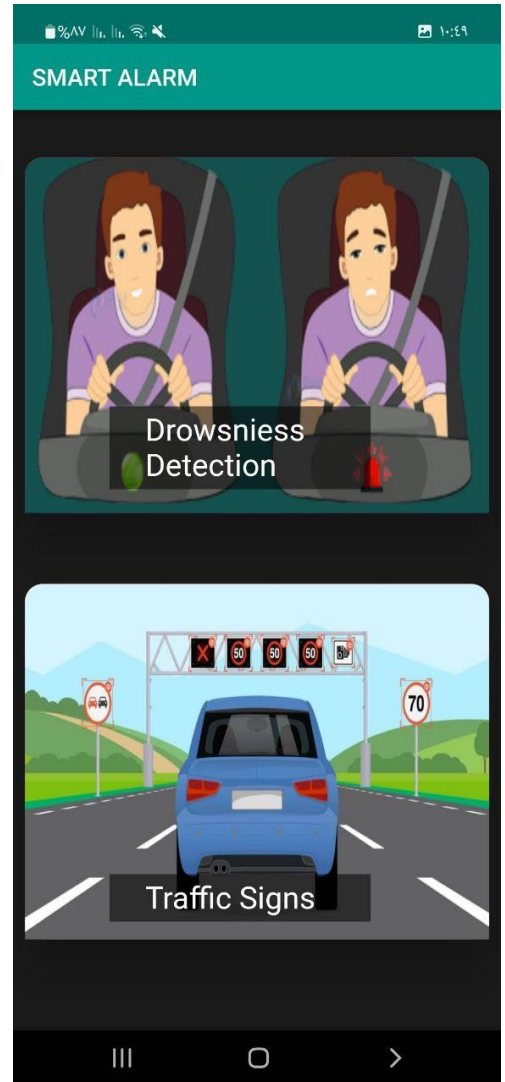 %٨٧ ١٠:٤٩
SMART ALARM
Drowsniess
Detection
50 50 50
70
Traffic Signs